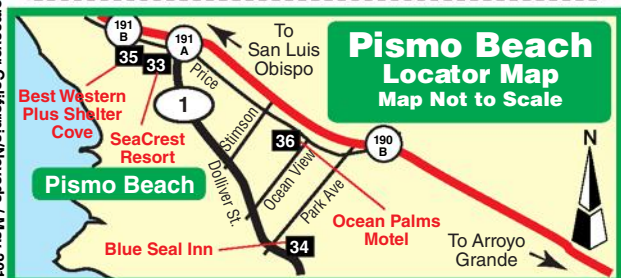 191
B
191
A
To
San Luis
Obispo
Pismo Beach
Locator Map
Map Not to Scale
35
33
Price
Best Western
Plus Shelter
Cove
SeaCrest
Resort
1
Stimson
36
190
B
N
Pismo Beach
Dolliver St.
Ocean View
Park Ave
Ocean Palms
Motel
Blue Seal Inn
34
To Arroyo
Grande